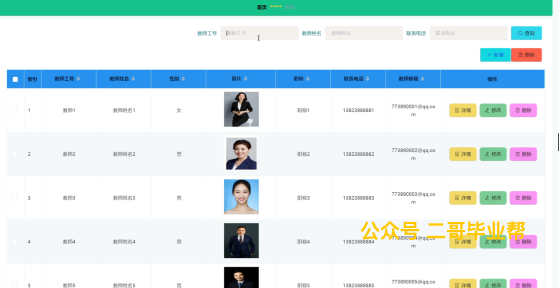 首页
教师工号 教师工号 教师姓名 教师姓名 联系电话 联系电话 查询
+ 新增 删除
索引 教师工号 教师姓名 性别 照片 职称 联系电话 教师邮箱 操作
1 教师1 教师姓名1 女 职称1 13823888881 773890001@qq.com 详情 修改 删除
2 教师2 教师姓名2 男 职称2 13823888882 773890002@qq.com 详情 修改 删除
3 教师3 教师姓名3 男 职称3 13823888883 773890003@qq.com 详情 修改 删除
4 教师4 教师姓名4 男 职称4 13823888884 773890004@qq.com 详情 修改 删除
公众号 二哥毕业帮
5 教师5 教师姓名5 男 职称5 13823888885 773890005@qq.co 详情 修改 删除